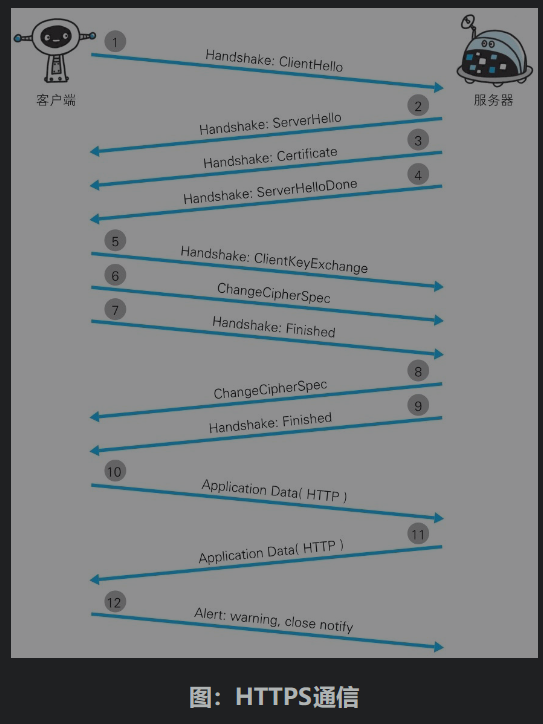 1
Handshake: ClientHello
客户端
服务器
2
Handshake: ServerHello
3
Handshake: Certificate
4
Handshake: ServerHelloDone
5
Handshake: ClientKeyExchange
6
ChangeCipherSpec
7
Handshake: Finished
8
ChangeCipherSpec
9
Handshake: Finished
10
Application Data( HTTP )
11
Application Data( HTTP )
12
Alert: warning, close notify
图：HTTPS通信